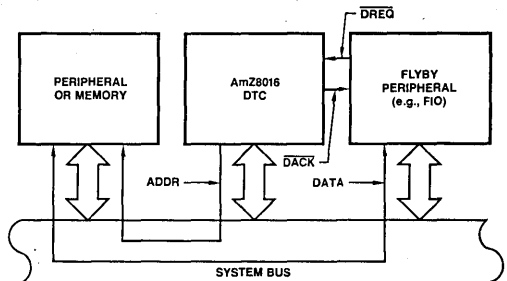 DREQ
PERIPHERAL
OR MEMORY
AmZ8016
DTC
FLYBY
PERIPHERAL
(e.g., FIO)
DACK
ADDR
DATA
SYSTEM BUS